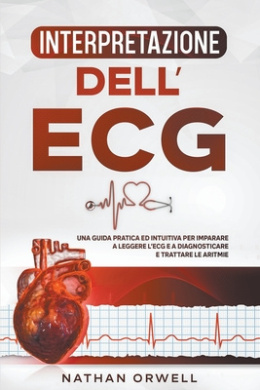 INTERPRETAZIONE
DELL'
ECG
UNA GUIDA PRATICA ED INTUITIVA PER IMPARARE
A LEGGERE L'ECG E A DIAGNOSTICARE
E TRATTARE LE ARITMIE
NATHAN ORWELL